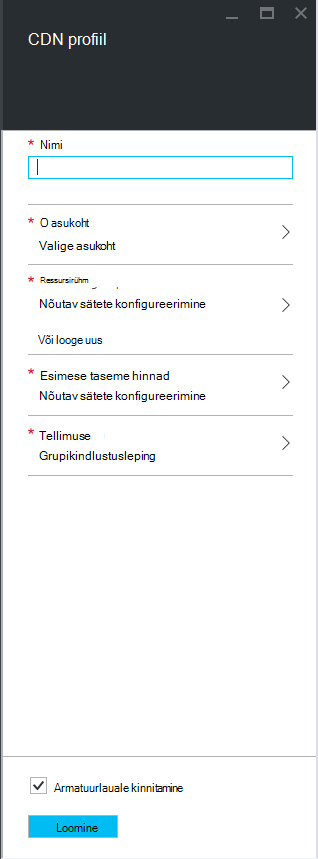 CDN profiil
* Nimi
* O asukoht
Valige asukoht
* Ressursirühm
Nõutav sätete konfigureerimine
Või looge uus
* Esimese taseme hinnad
Nõutav sätete konfigureerimine
* Tellimuse
Grupikindlustusleping
Armatuurlauale kinnitamine
Loomine